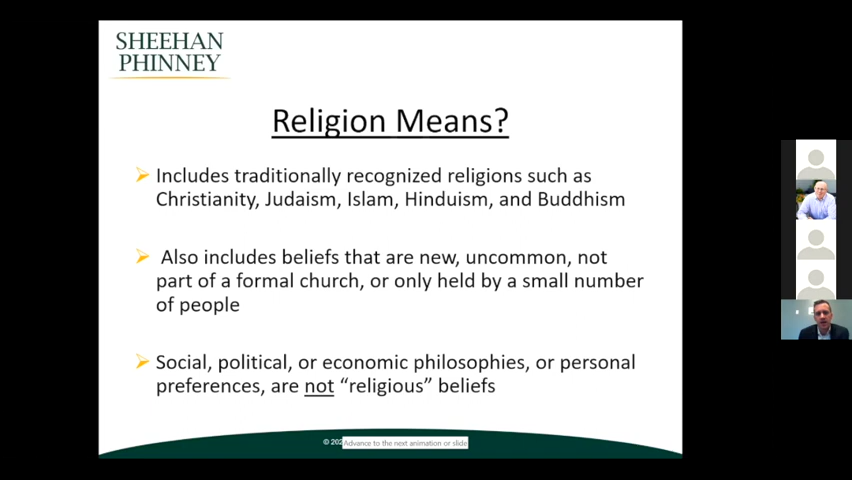 SHEEHAN
PHINNEY
Religion Means?
Includes traditionally recognized religions such as
Christianity, Judaism, Islam, Hinduism, and Buddhism
Also includes beliefs that are new, uncommon, not
part of a formal church, or only held by a small number
of people
Social, political, or economic philosophies, or personal
preferences, are not “religious” beliefs
© 202
Advance to the next animation or slide